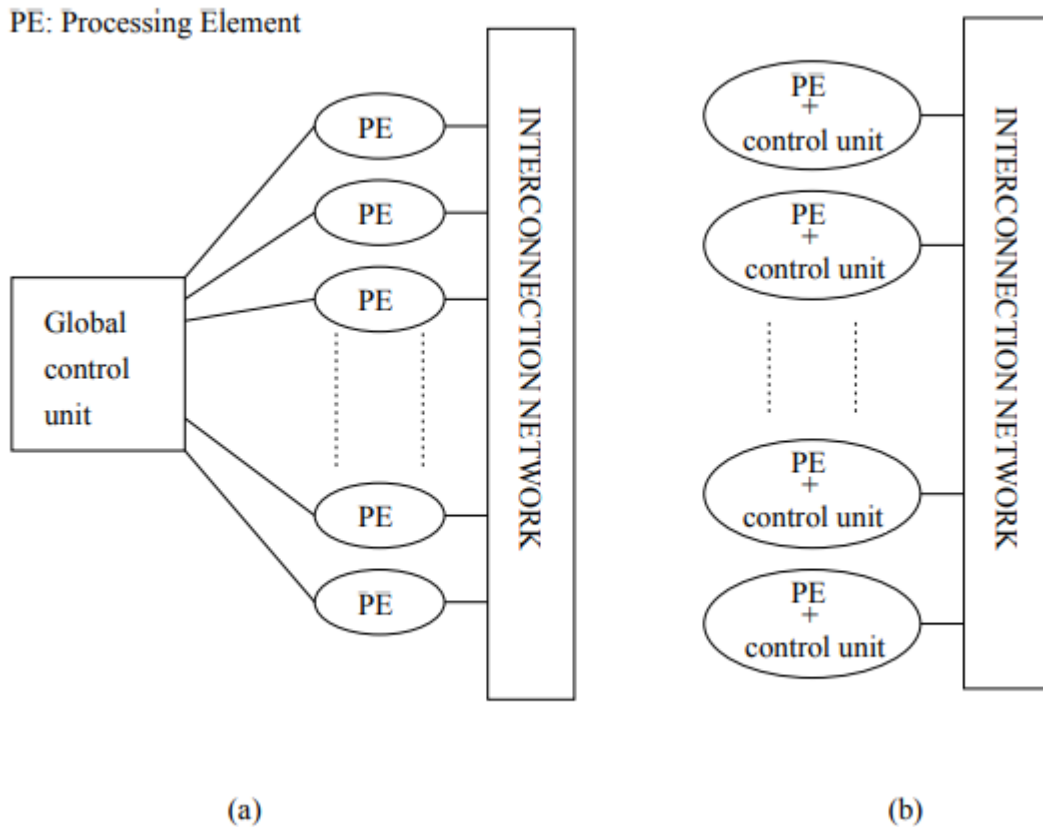 PE: Processing Element
PE
PE
PE
PE
PE
Global
control
unit
INTERCONNECTION NETWORK
(a)
PE
+
control unit
PE
+
control unit
PE
+
control unit
PE
+
control unit
INTERCONNECTION NETWORK
(b)